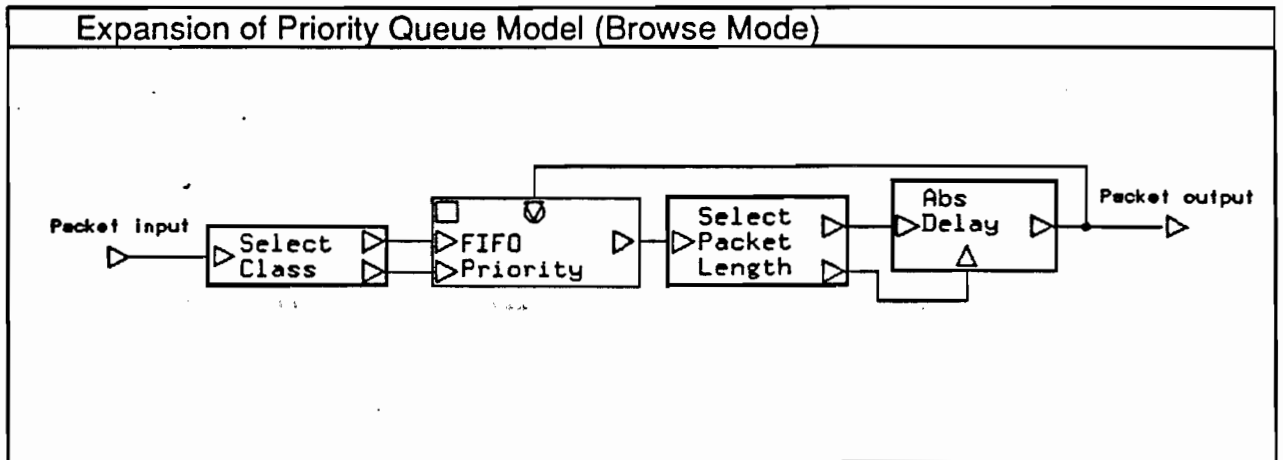 Expansion of Priority Queue Model (Browse Mode)
Packet input
Select
Class
FIFO
Priority
Select
Packet
Length
Abs
Delay
Packet output